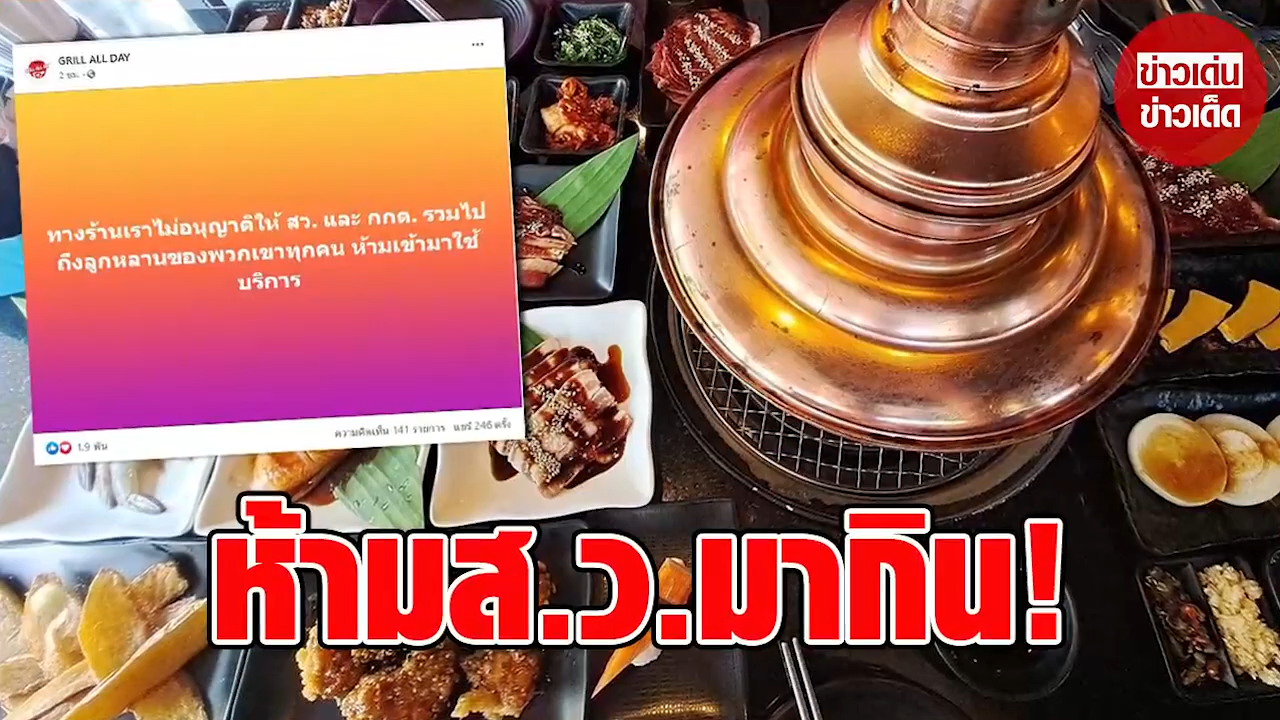 GRILL ALL DAY
2 ชม. ·
ทางร้านเราไม่อนุญาติให้ สว. และ กกต. รวมไป
ถึงลูกหลานของพวกเขาทุกคน ห้ามเข้ามาใช้
บริการ
1.9 พัน
ความคิดเห็น 141 รายการ แชร์ 246 ครั้ง
ข่าวเด่น
ข่าวเด็ด
ห้ามส.ว.มากิน!